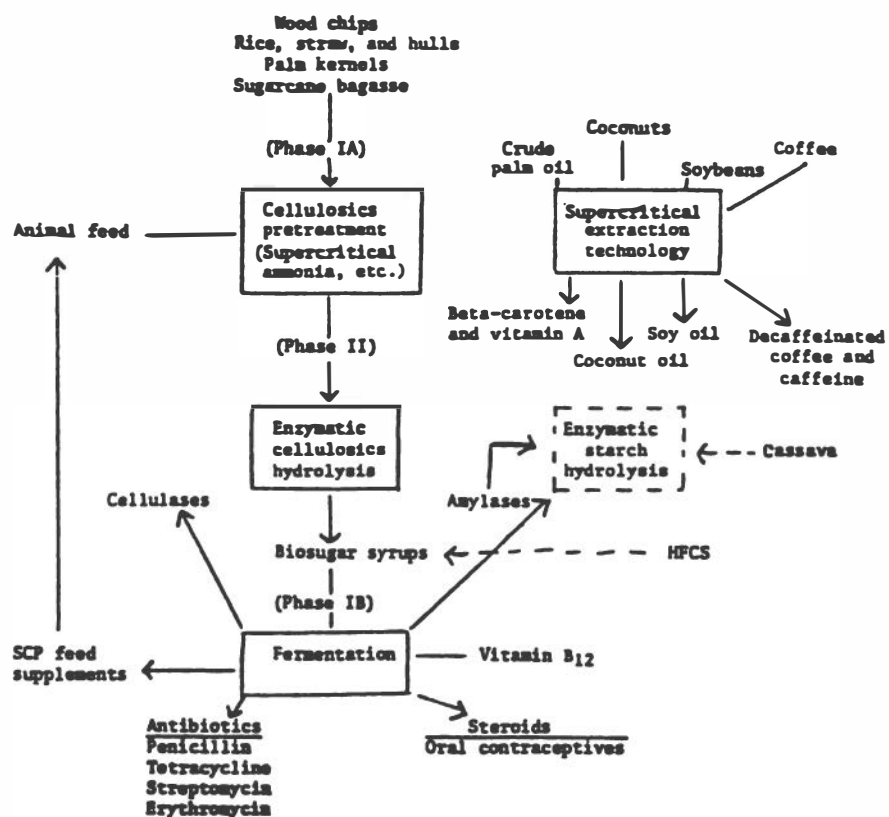 Wood chips
Rice, straw, and hulls
Palm kernels
Sugarcane bagasse
(Phase IA)
Cellulosics
pretreatment
(Supercritical
ammonia, etc.)
Animal feed
(Phase II)
Enzymatic
cellulosics
hydrolysis
Cellulases
Biosugar syrups
HFCS
(Phase IB)
Fermentation
SCP feed
supplements
Vitamin B12
Antibiotics
Penicillin
Tetracycline
Streptomycin
Erythromycin
Steroids
Oral contraceptives
Coconuts
Crude
palm oil
Soybeans
Coffee
Supercritical
extraction
technology
Beta-carotene
and vitamin A
Coconut oil
Soy oil
Decaffeinated
coffee and
caffeine
Enzymatic
starch
hydrolysis
Cassava
Amylases